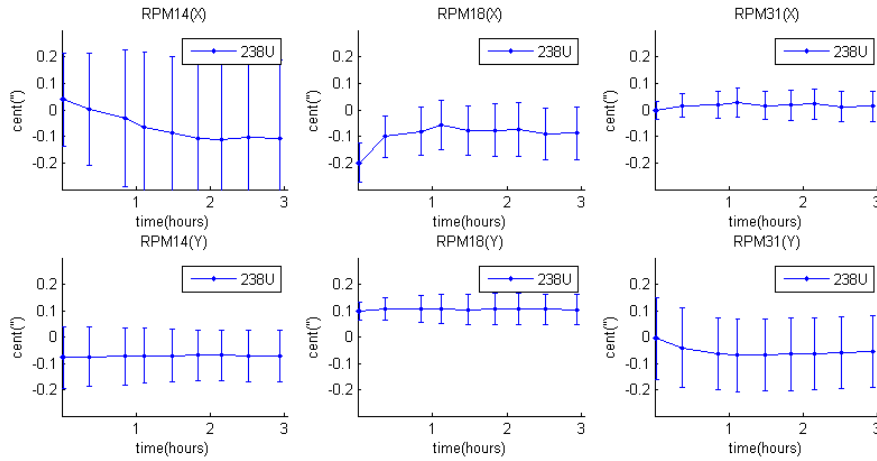 RPM14(X)
0.2
0.1
0
-0.1
-0.2
cent(")
238U
1
2
3
time(hours)
RPM18(X)
0.2
0.1
0
-0.1
-0.2
cent(")
238U
1
2
3
time(hours)
RPM31(X)
0.2
0.1
0
-0.1
-0.2
cent(")
238U
1
2
3
time(hours)
RPM14(Y)
0.2
0.1
0
-0.1
-0.2
cent(")
238U
1
2
3
time(hours)
RPM18(Y)
0.2
0.1
0
-0.1
-0.2
cent(")
238U
1
2
3
time(hours)
RPM31(Y)
0.2
0.1
0
-0.1
-0.2
cent(")
238U
1
2
3
time(hours)